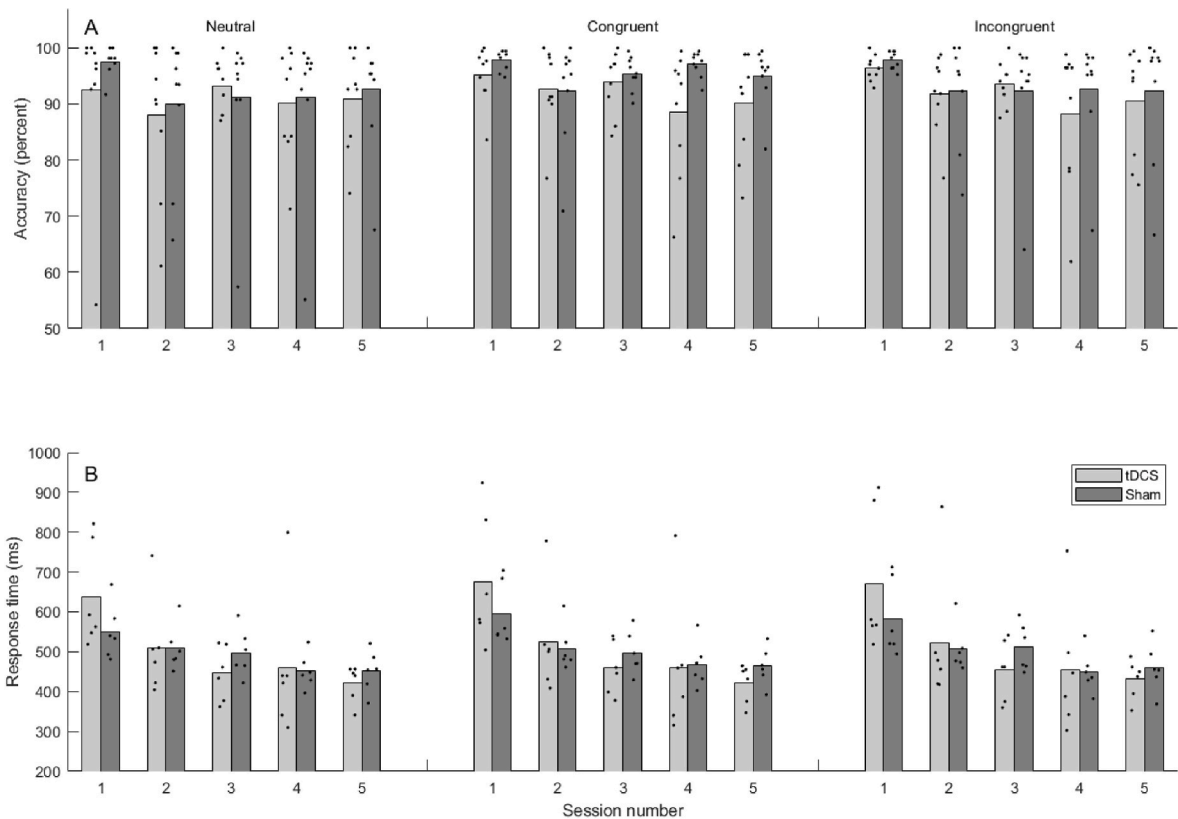 A
Neutral Congruent Incongruent
Accuracy (percent)
100
90
80
70
60
50
1 2 3 4 5 1 2 3 4 5 1 2 3 4 5
B
Response time (ms)
1000
900
800
700
600
500
400
300
200
tDCS
Sham
1 2 3 4 5 1 2 3 4 5 1 2 3 4 5
Session number